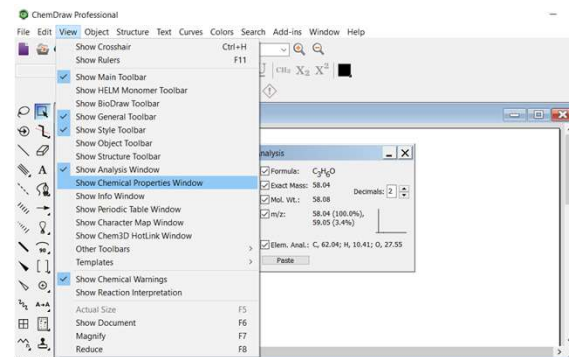 ChemDraw Professional
File Edit View Object Structure Text Curves Colors Search Add-ins Window Help
Show Crosshair Ctrl+H
Show Rulers F11
Show Main Toolbar
Show HELM Monomer Toolbar
Show BioDraw Toolbar
Show General Toolbar
Show Style Toolbar
Show Object Toolbar
Show Structure Toolbar
Show Analysis Window
Show Chemical Properties Window
Show Info Window
Show Periodic Table Window
Show Character Map Window
Show Chem3D HotLink Window
Other Toolbars
Templates
Show Chemical Warnings
Show Reaction Interpretation
Actual Size F5
Show Document F6
Magnify F7
Reduce F8
CH₂ X₂ X²
A
nalysis
Formula: C₃H₆O
Exact Mass: 58.04
Decimals: 2
Mol. Wt.: 58.08
m/z: 58.04 (100.0%),
59.05 (3.4%)
Elem. Anal.: C, 62.04; H, 10.41; O, 27.55
Paste